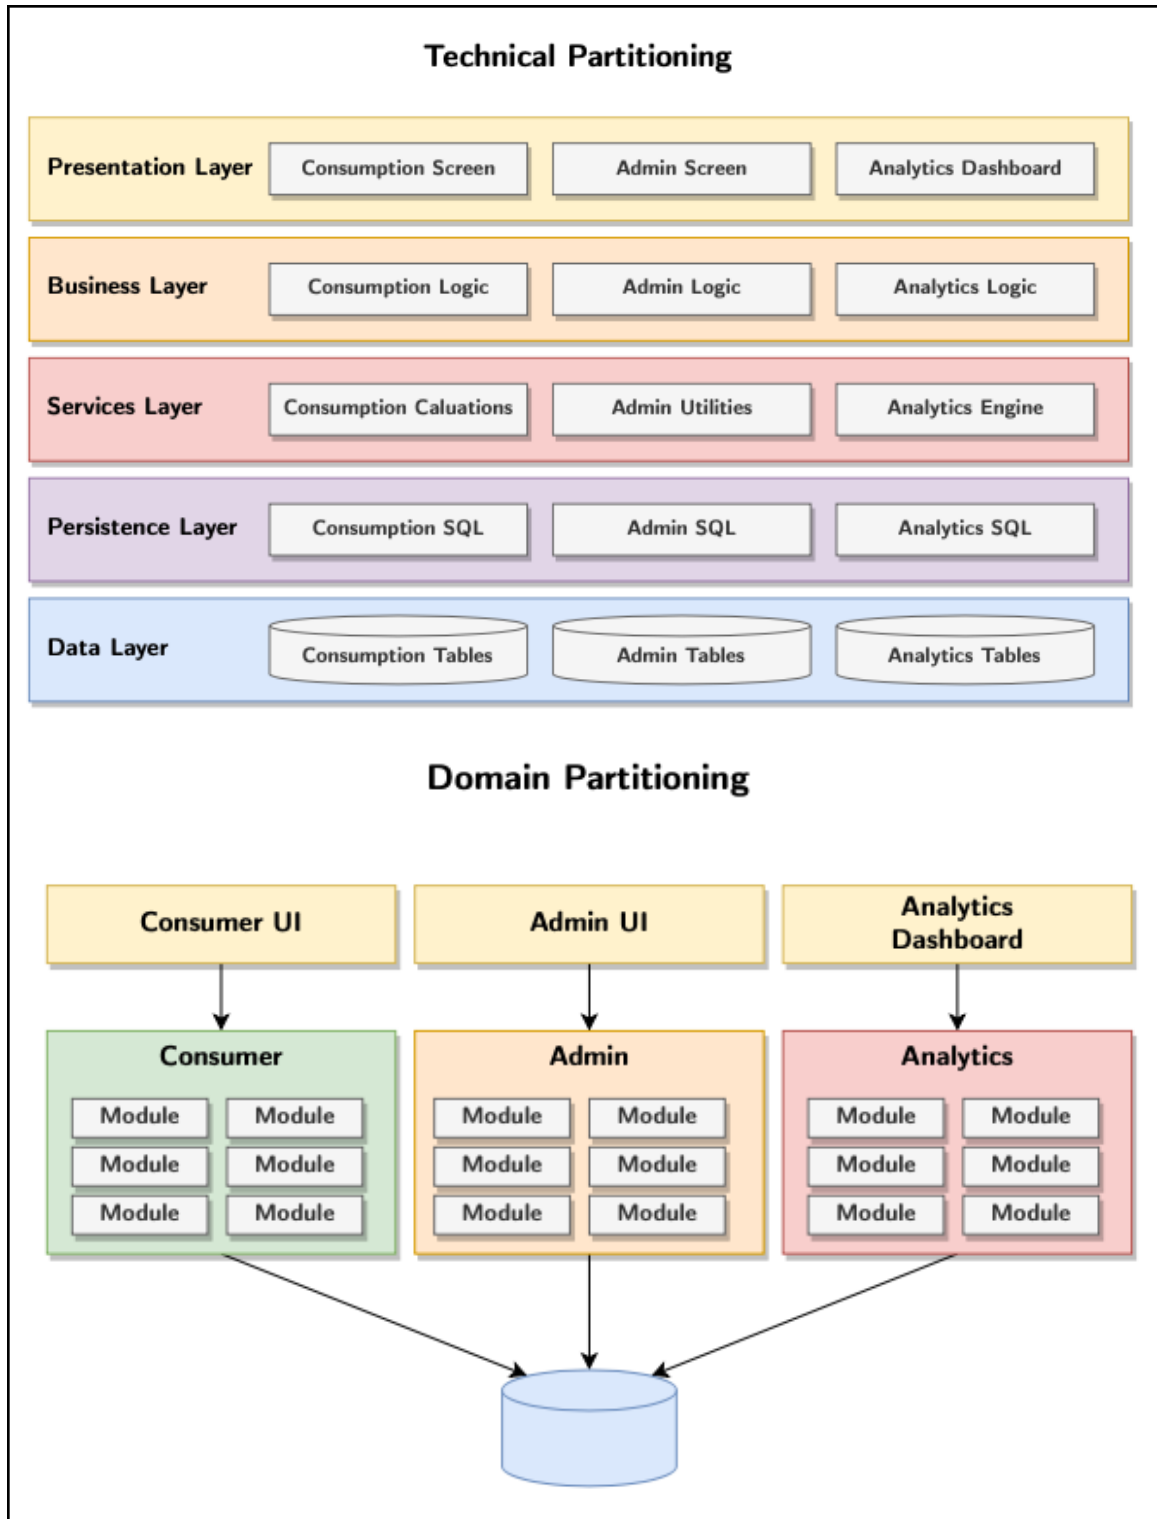 Technical Partitioning
Presentation Layer
Consumption Screen
Admin Screen
Analytics Dashboard
Business Layer
Consumption Logic
Admin Logic
Analytics Logic
Services Layer
Consumption Caluations
Admin Utilities
Analytics Engine
Persistence Layer
Consumption SQL
Admin SQL
Analytics SQL
Data Layer
Consumption Tables
Admin Tables
Analytics Tables
Domain Partitioning
Consumer UI
Admin UI
Analytics
Dashboard
Consumer
Module
Module
Module
Module
Module
Module
Admin
Module
Module
Module
Module
Module
Module
Analytics
Module
Module
Module
Module
Module
Module